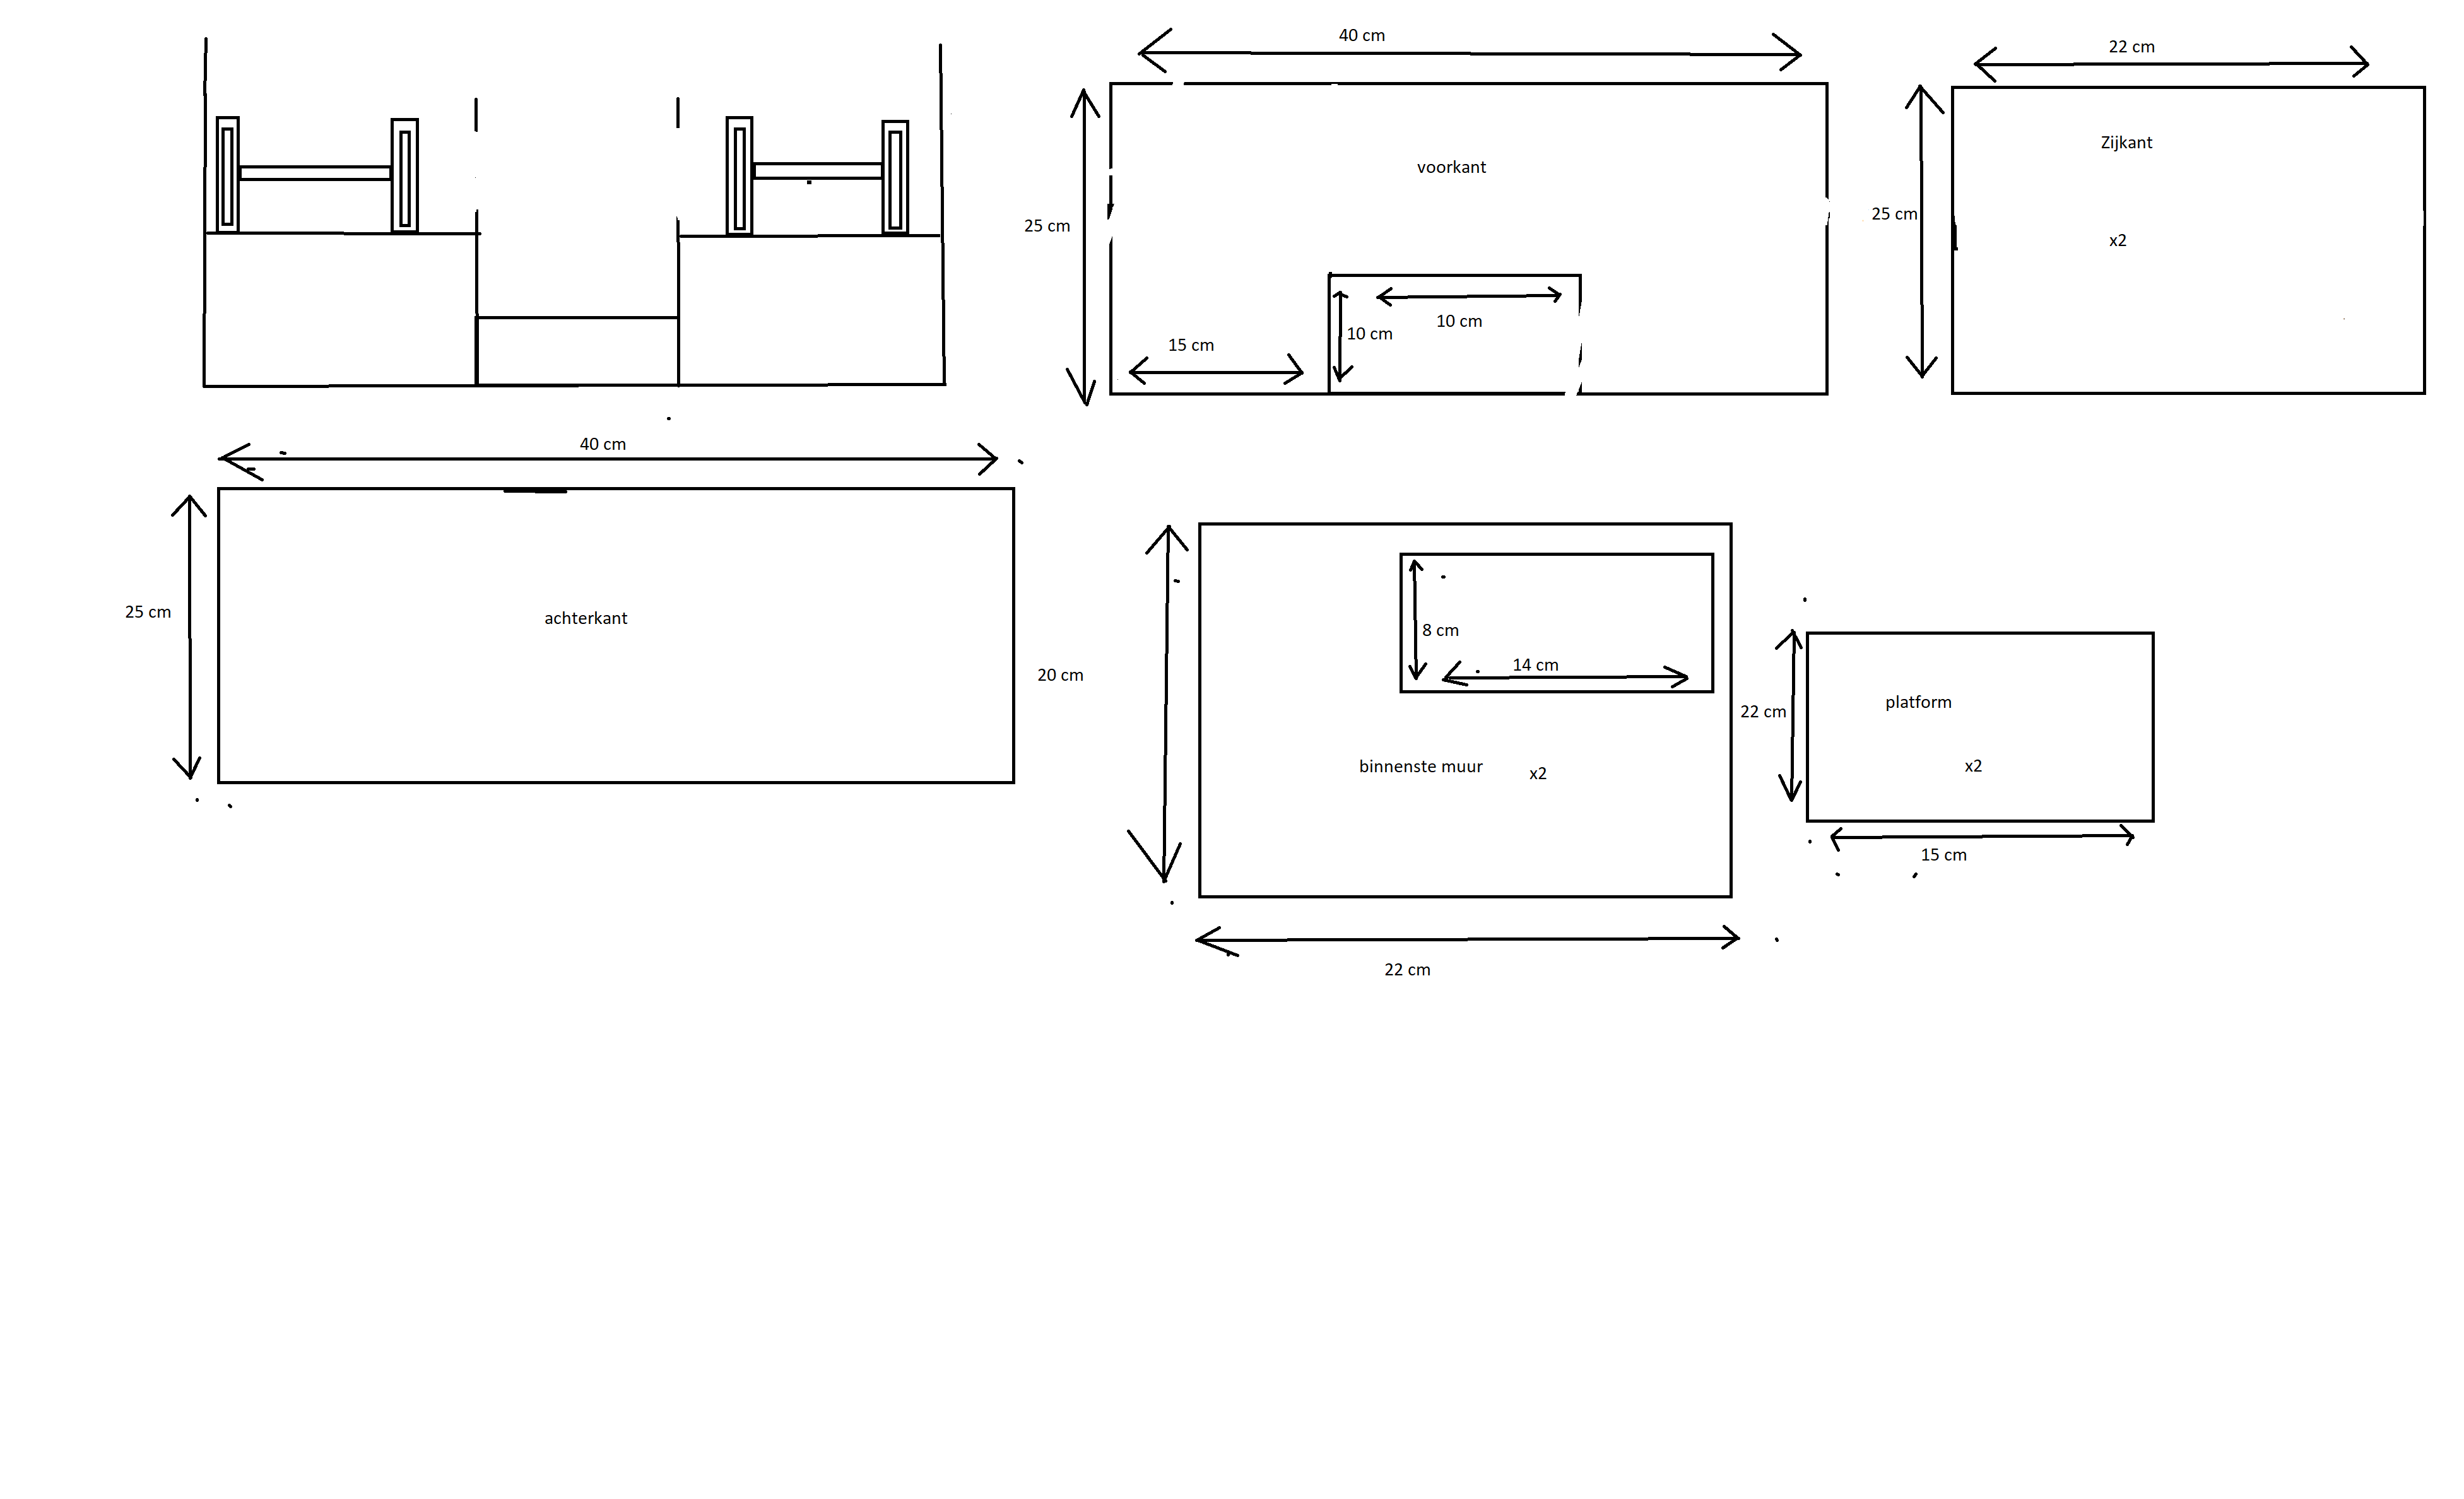 40 cm
22 cm
25 cm
voorkant
10 cm
10 cm
15 cm
25 cm
Zijkant
x2
40 cm
25 cm
achterkant
20 cm
8 cm
14 cm
binnenste muur x2
22 cm
22 cm
platform
x2
15 cm